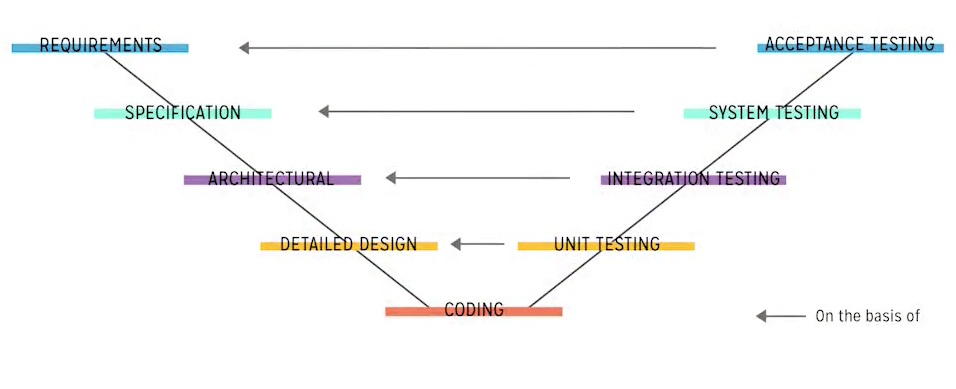 REQUIREMENTS
ACCEPTANCE TESTING
SPECIFICATION
SYSTEM TESTING
ARCHITECTURAL
INTEGRATION TESTING
DETAILED DESIGN
UNIT TESTING
CODING
On the basis of